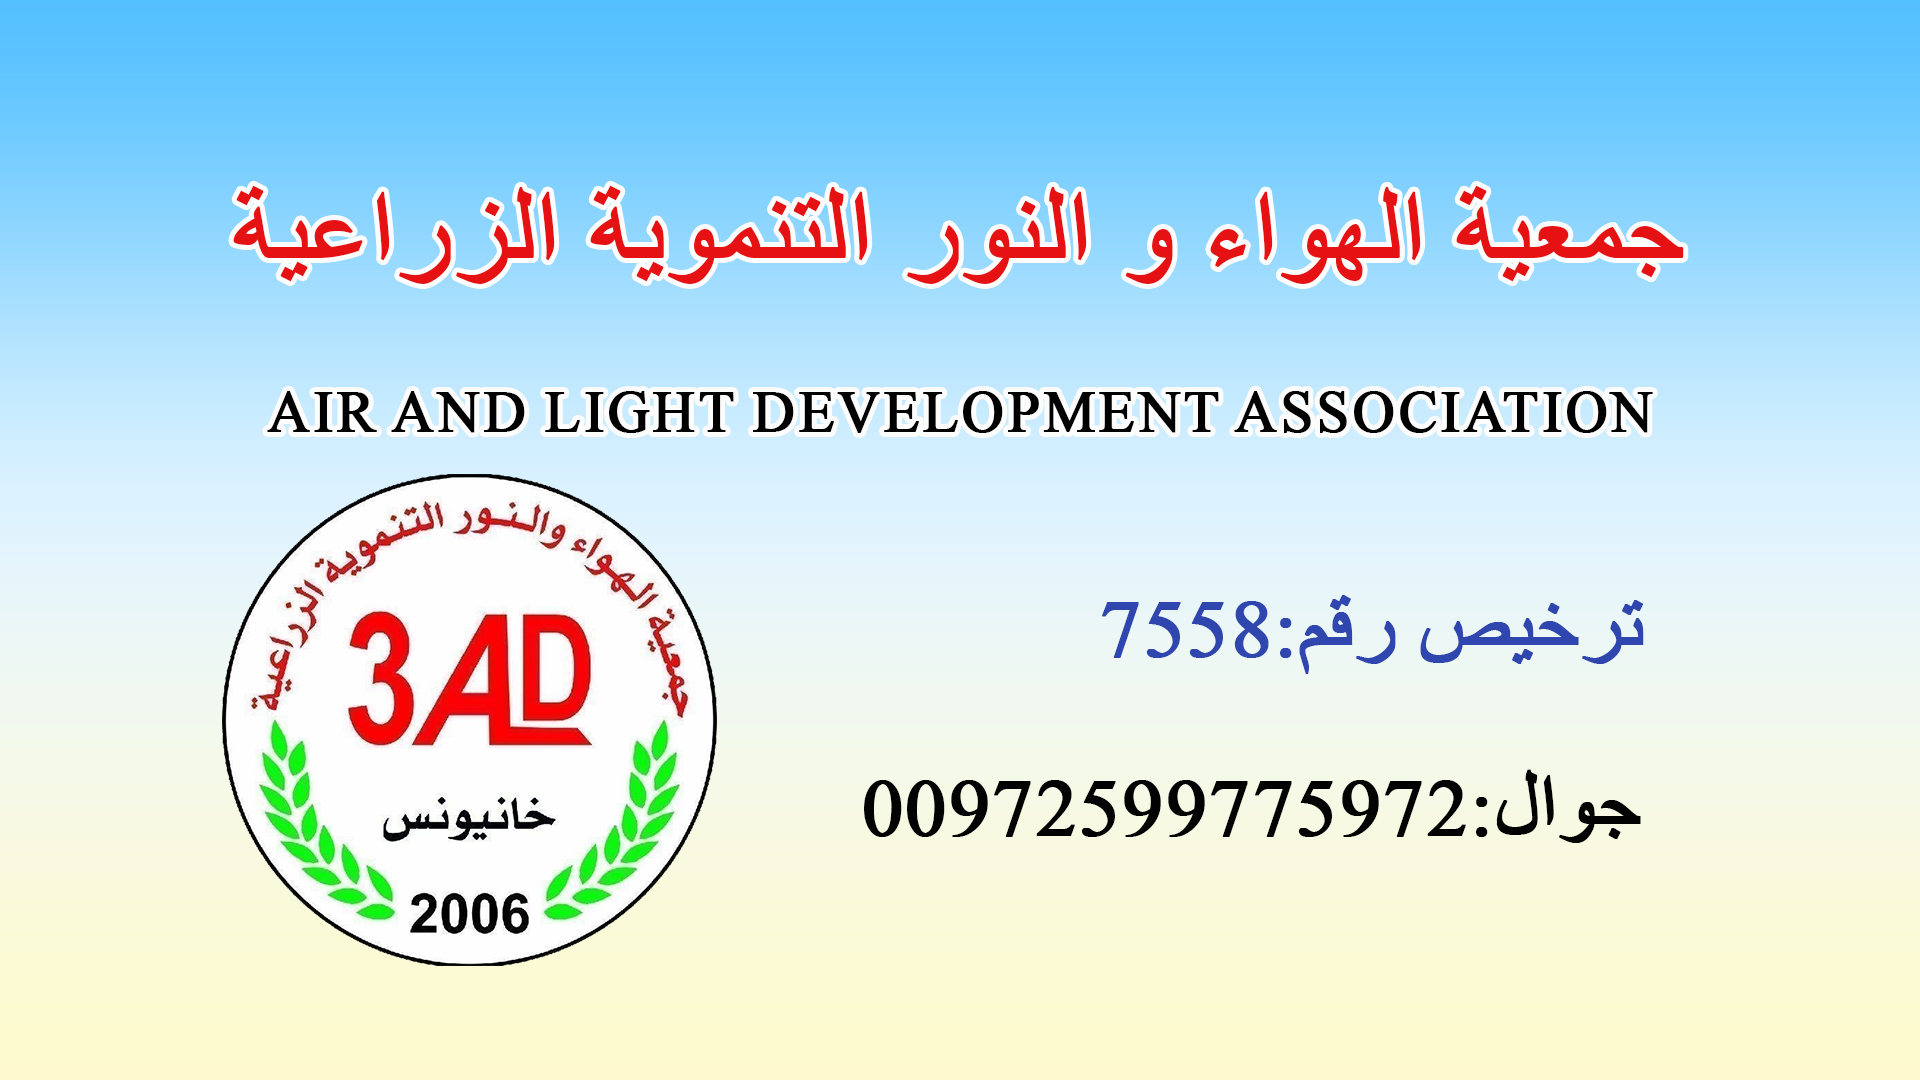 جمعية الهواء و النور التنموية الزراعية
AIR AND LIGHT DEVELOPMENT ASSOCIATION
جمعية الهواء والنور التنموية الزراعية
3AD
خانيونس
2006
ترخيص رقم:7558
جوال:00972599775972